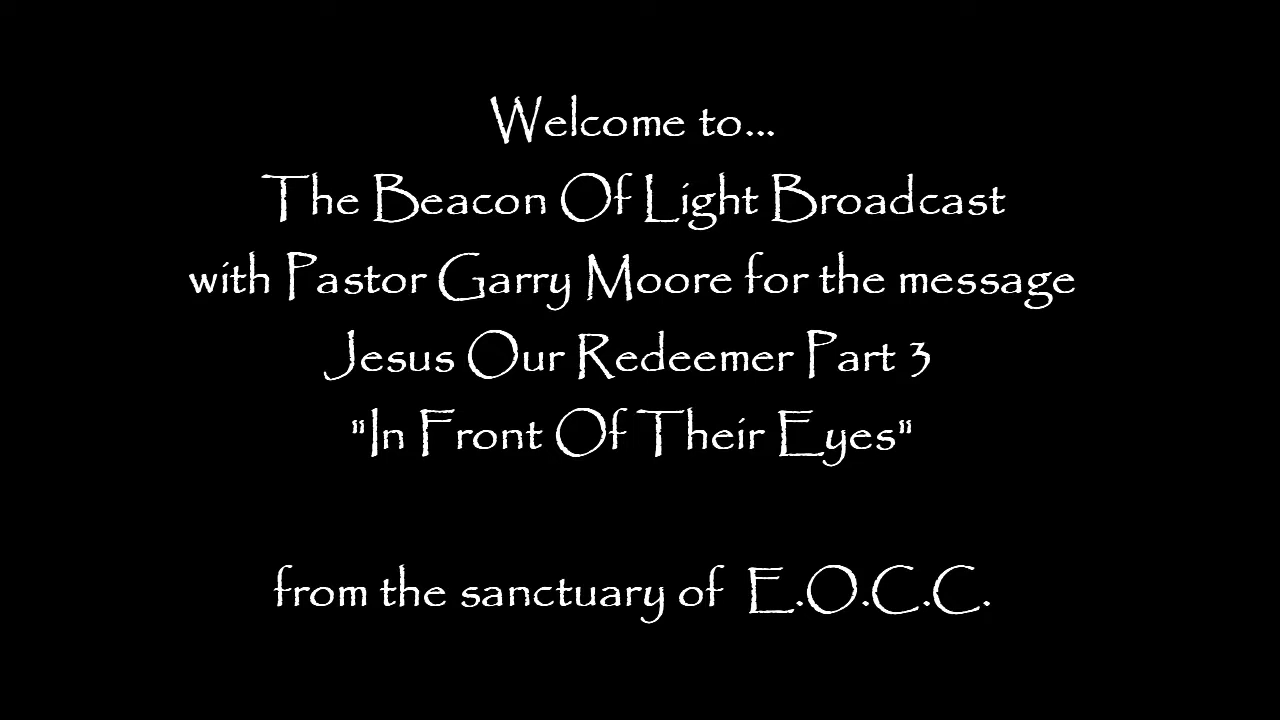 Welcome to...
The Beacon Of Light Broadcast
with Pastor Garry Moore for the message
Jesus Our Redeemer Part 3
"In Front Of Their Eyes"
from the sanctuary of E.O.C.C.